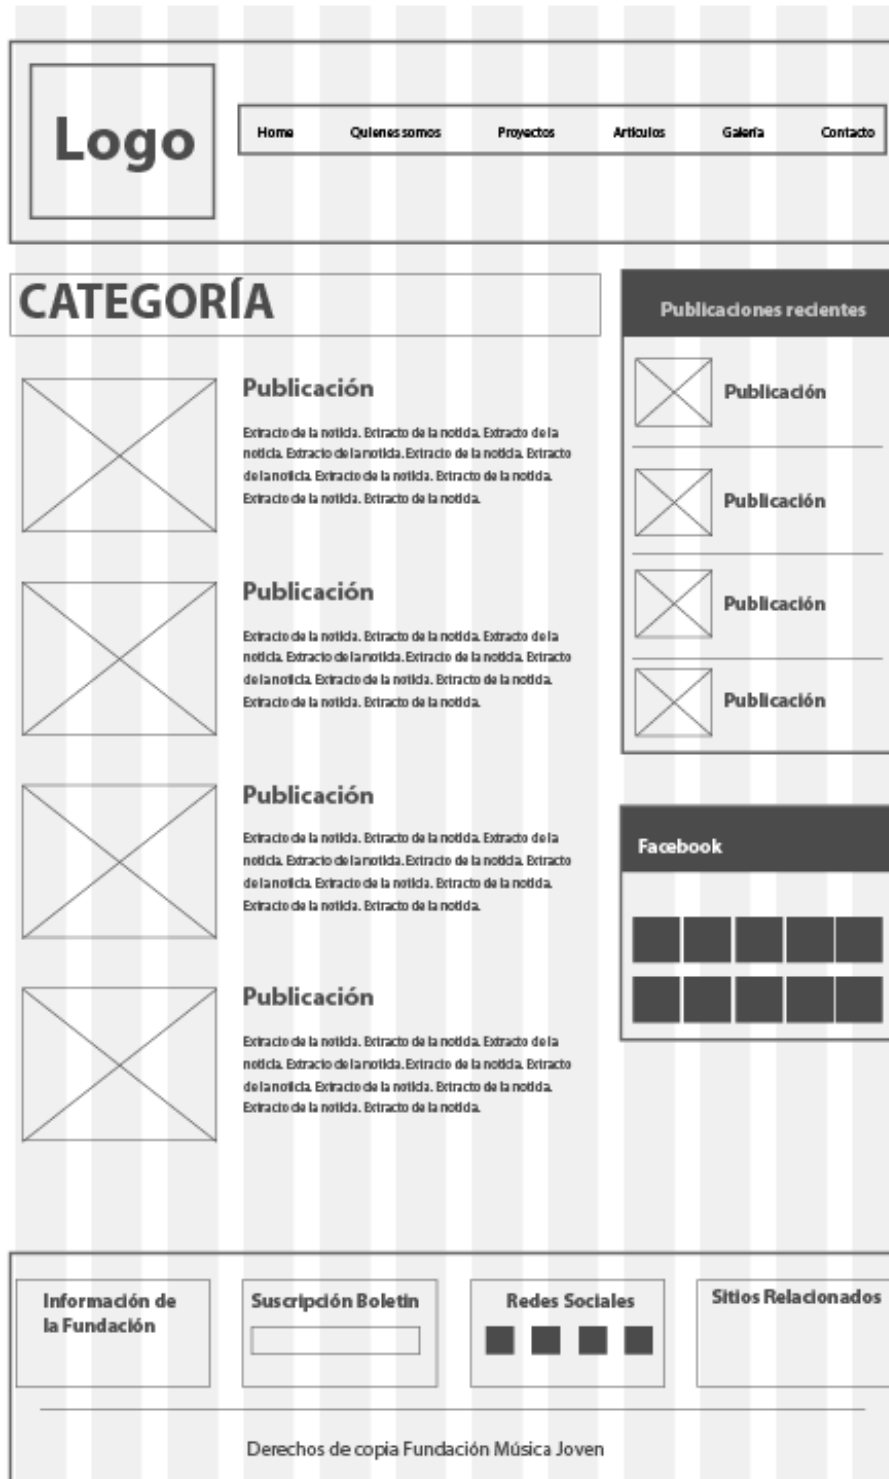 Logo
Home Quienes somos Proyectos Artículos Galería Contacto
CATEGORÍA
Publicación
Extracto de la noticia. Extracto de la noticia. Extracto de la
noticia. Extracto de la noticia. Extracto de la noticia. Extracto
de la noticia. Extracto de la noticia. Extracto de la noticia.
Extracto de la noticia. Extracto de la noticia.
Publicación
Extracto de la noticia. Extracto de la noticia. Extracto de la
noticia. Extracto de la noticia. Extracto de la noticia. Extracto
de la noticia. Extracto de la noticia. Extracto de la noticia.
Extracto de la noticia. Extracto de la noticia.
Publicación
Extracto de la noticia. Extracto de la noticia. Extracto de la
noticia. Extracto de la noticia. Extracto de la noticia. Extracto
de la noticia. Extracto de la noticia. Extracto de la noticia.
Extracto de la noticia. Extracto de la noticia.
Publicación
Extracto de la noticia. Extracto de la noticia. Extracto de la
noticia. Extracto de la noticia. Extracto de la noticia. Extracto
de la noticia. Extracto de la noticia. Extracto de la noticia.
Extracto de la noticia. Extracto de la noticia.
Publicaciones recientes
Publicación
Publicación
Publicación
Publicación
Facebook
Información de
la Fundación
Suscripción Boletin
Redes Sociales
Sitios Relacionados
Derechos de copia Fundación Música Joven